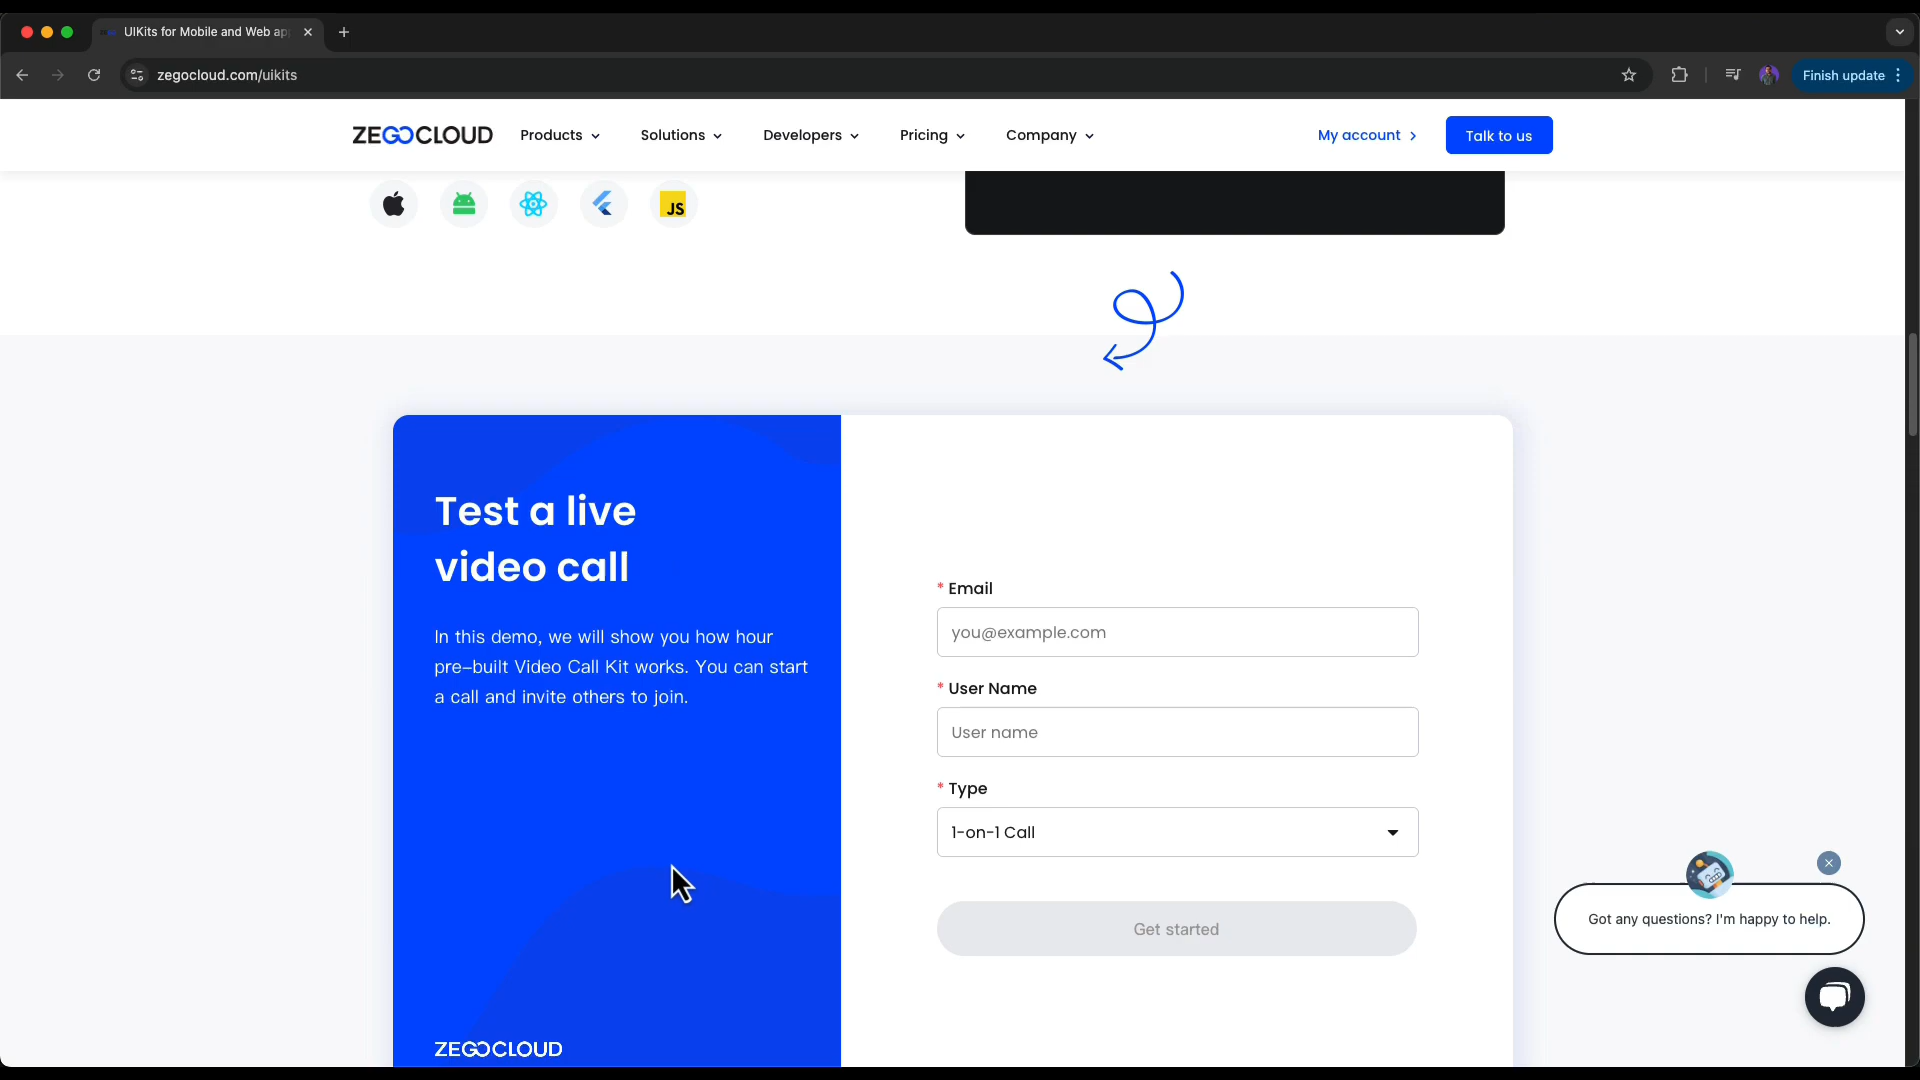 UIKits for Mobile and Web ap
zegocloud.com/uikits
Finish update
ZEGOCLOUD
Products
Solutions
Developers
Pricing
Company
My account
Talk to us
JS
Test a live
video call
In this demo, we will show you how hour
pre-built Video Call Kit works. You can start
a call and invite others to join.
ZEGOCLOUD
* Email
you@example.com
* User Name
User name
* Type
1-on-1 Call
Get started
Got any questions? I'm happy to help.